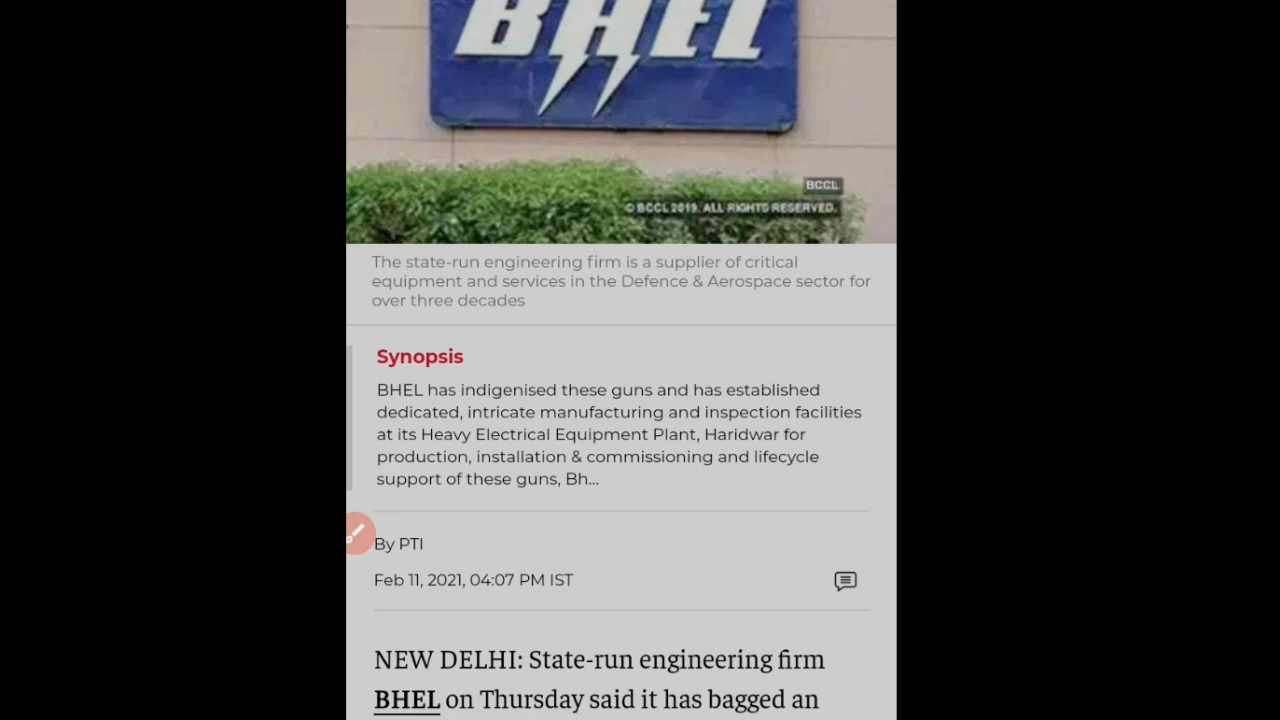 BHEL
BCCL
© BCCL 2019. ALL RIGHTS RESERVED.
The state-run engineering firm is a supplier of critical
equipment and services in the Defence & Aerospace sector for
over three decades
Synopsis
BHEL has indigenised these guns and has established
dedicated, intricate manufacturing and inspection facilities
at its Heavy Electrical Equipment Plant, Haridwar for
production, installation & commissioning and lifecycle
support of these guns, Bh...
By PTI
Feb 11, 2021, 04:07 PM IST
NEW DELHI: State-run engineering firm
BHEL on Thursday said it has bagged an